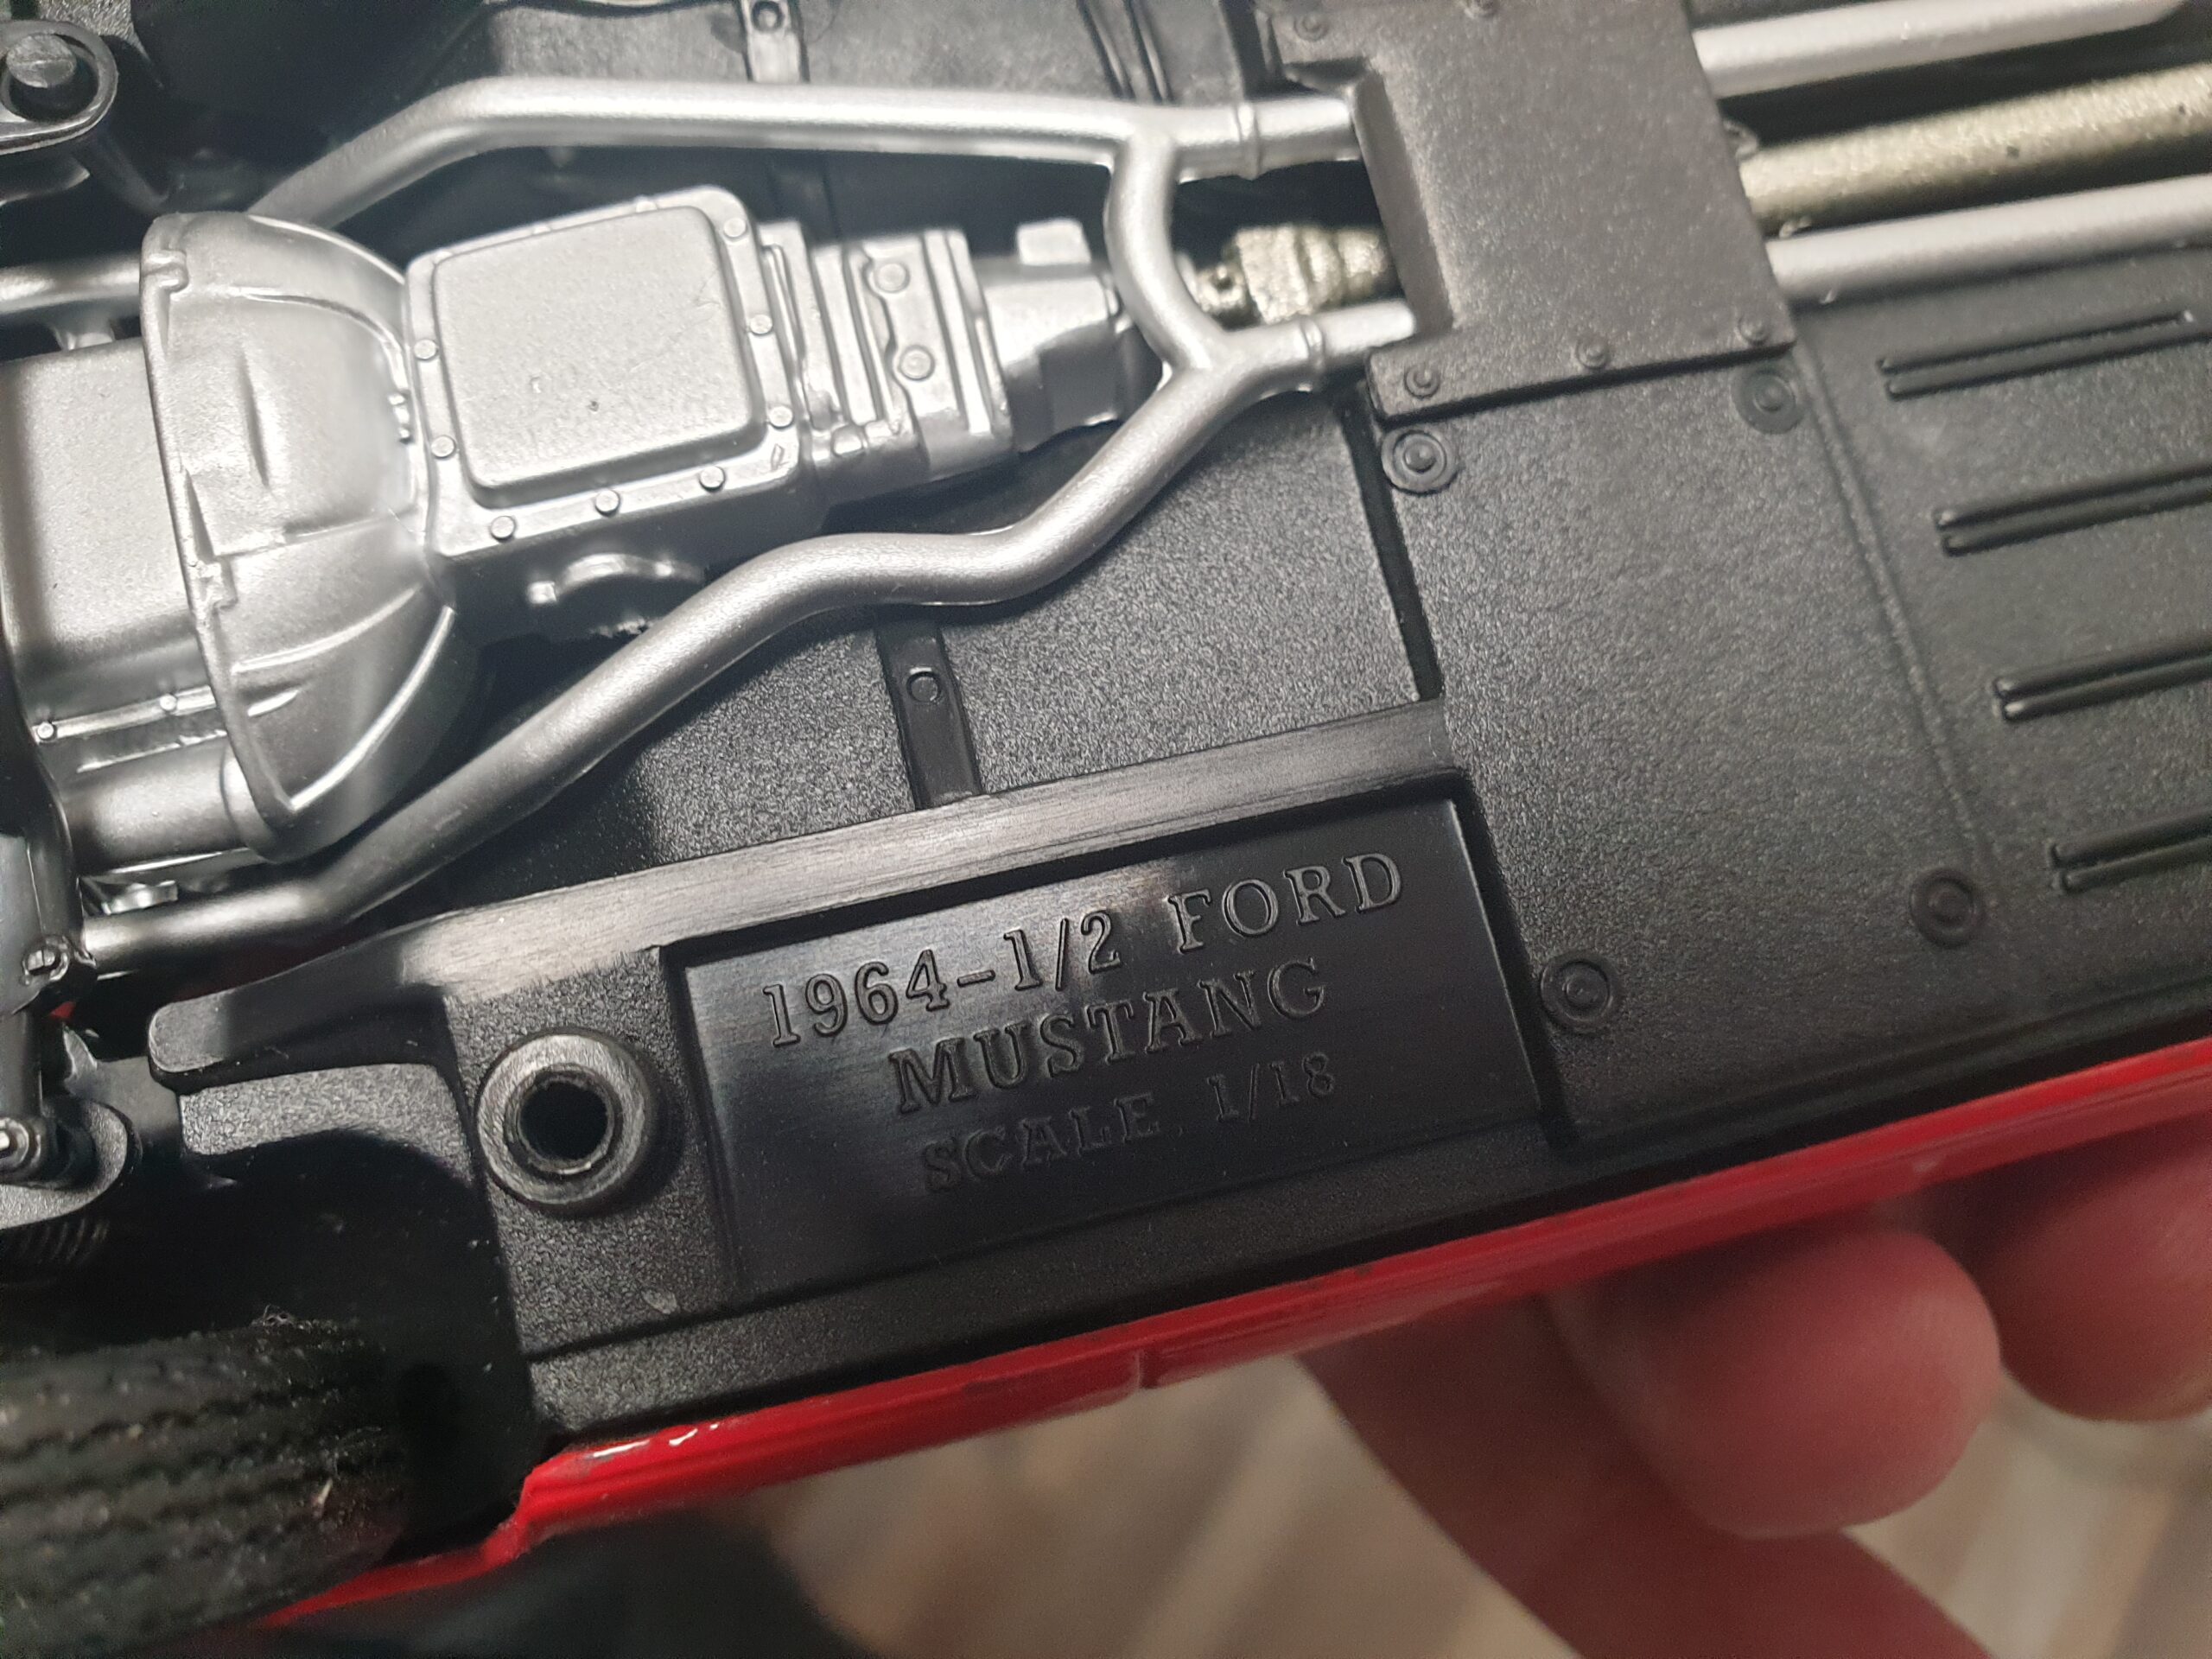 1964-1/2 FORD
MUSTANG
SCALE 1/18